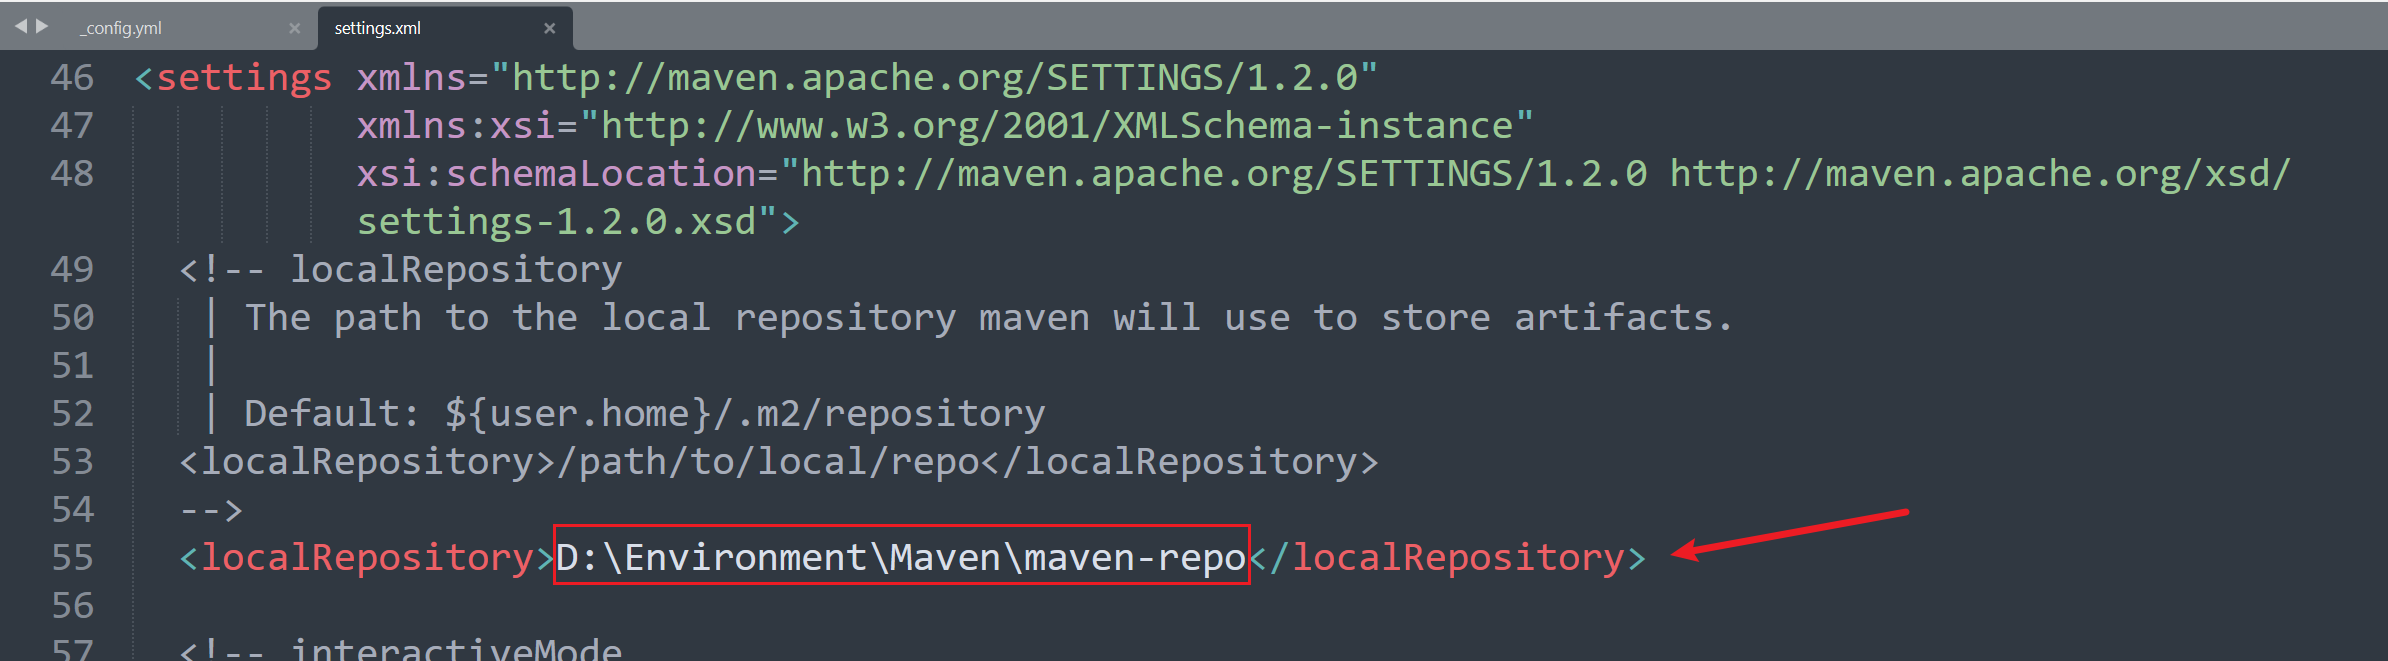 _config.yml
settings.xml
46 <settings xmlns="http://maven.apache.org/SETTINGS/1.2.0"
47 xmlns:xsi="http://www.w3.org/2001/XMLSchema-instance"
48 xsi:schemaLocation="http://maven.apache.org/SETTINGS/1.2.0 http://maven.apache.org/xsd/
settings-1.2.0.xsd">
49 <!-- localRepository
50 | The path to the local repository maven will use to store artifacts.
51 |
52 | Default: ${user.home}/.m2/repository
53 <localRepository>/path/to/local/repo</localRepository>
54 -->
55 <localRepository>D:\Environment\Maven\maven-repo</localRepository>
56
57 <!-- interactiveMode